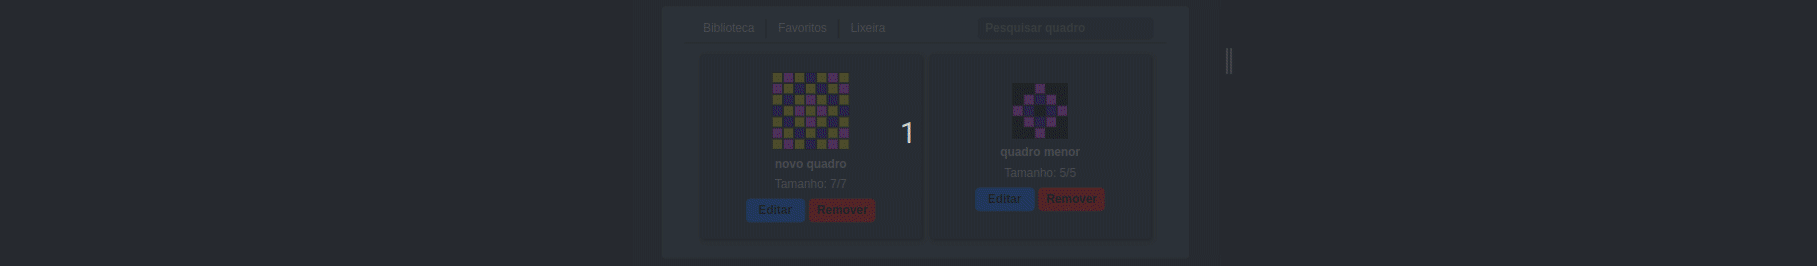 Biblioteca Favoritos Lixeira Pesquisar quadro
1
novo quadro
Tamanho: 7/7
Editar Remover
quadro menor
Tamanho: 5/5
Editar Remover